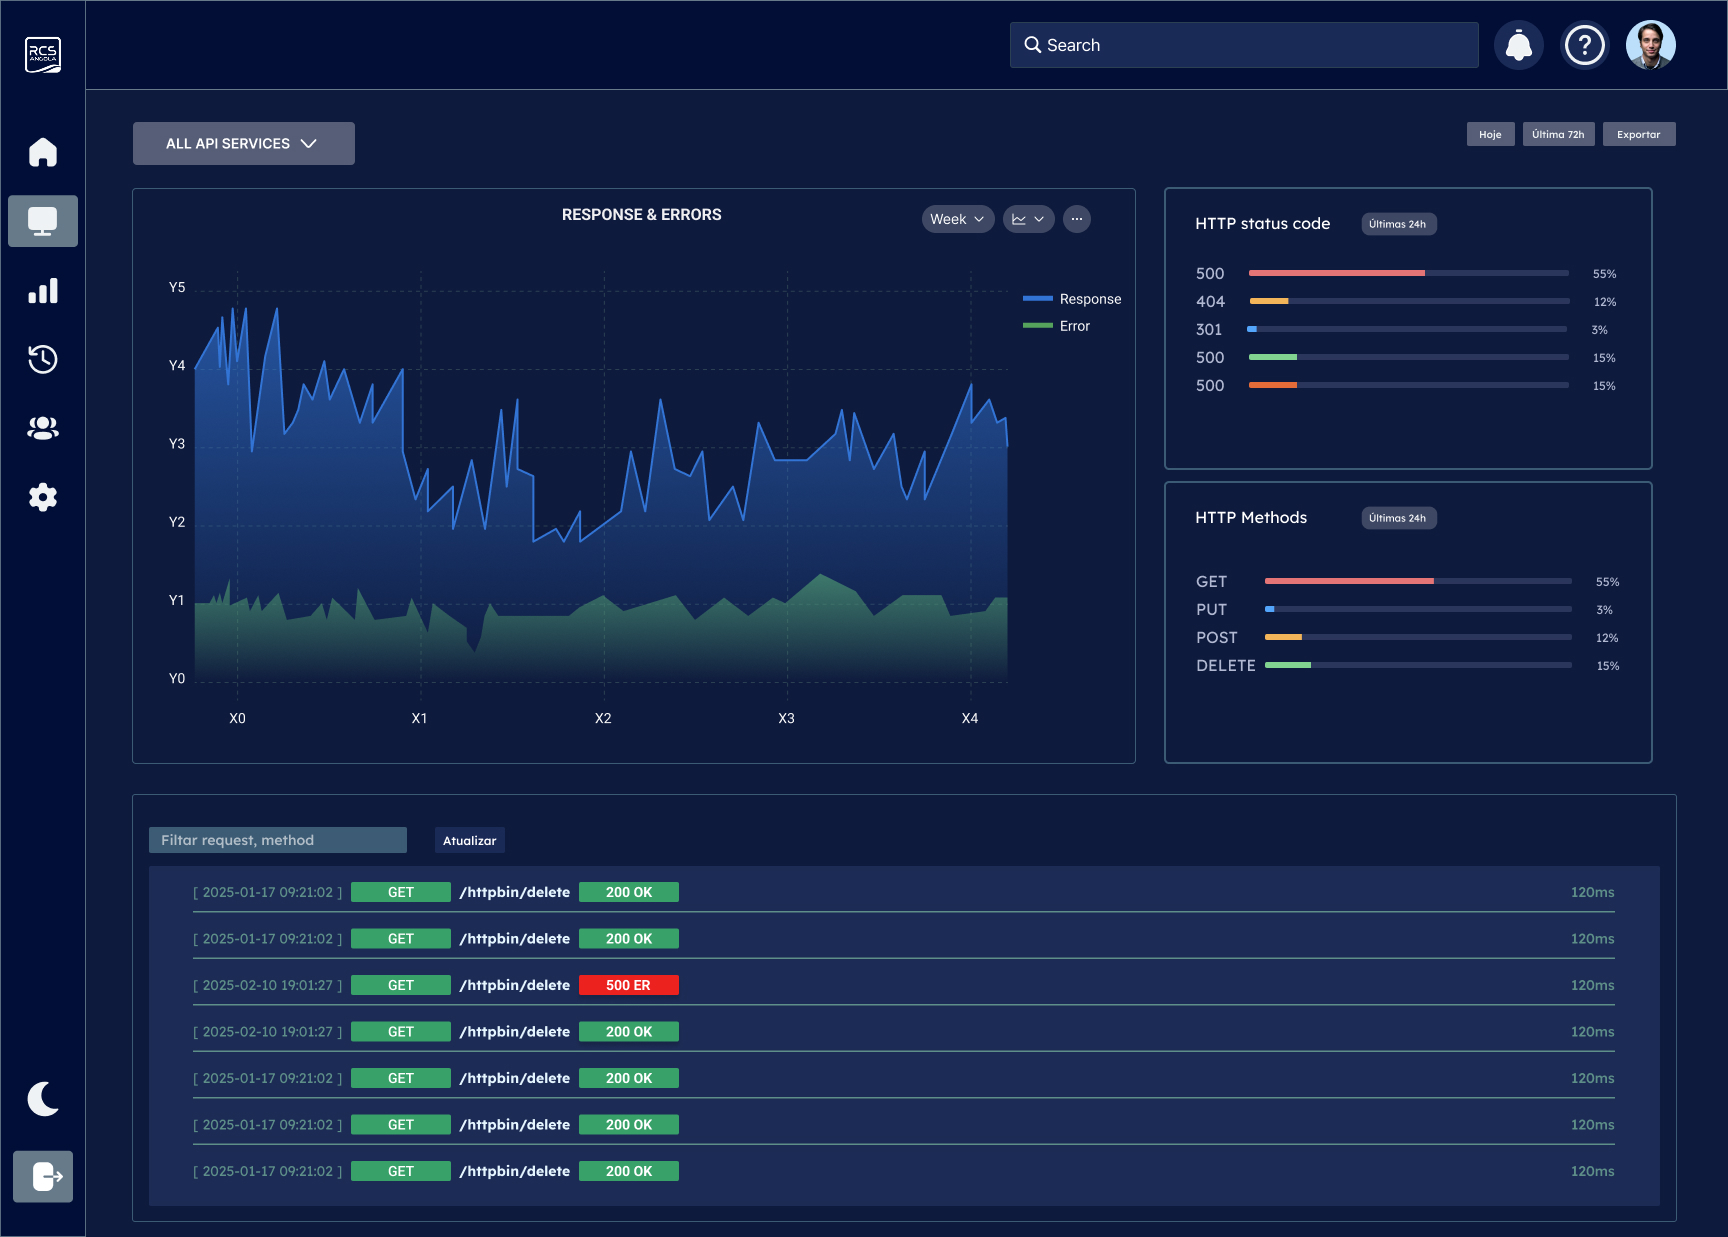 RCS
ANGOLA
Search
?
ALL API SERVICES
Hoje
Última 72h
Exportar
RESPONSE & ERRORS
Week
Y5
Y4
Y3
Y2
Y1
Y0
X0
X1
X2
X3
X4
Response
Error
HTTP status code
Últimas 24h
500 55%
404 12%
301 3%
500 15%
500 15%
HTTP Methods
Últimas 24h
GET 55%
PUT 3%
POST 12%
DELETE 15%
Filtar request, method
Atualizar
[ 2025-01-17 09:21:02 ] GET /httpbin/delete 200 OK 120ms
[ 2025-01-17 09:21:02 ] GET /httpbin/delete 200 OK 120ms
[ 2025-02-10 19:01:27 ] GET /httpbin/delete 500 ER 120ms
[ 2025-02-10 19:01:27 ] GET /httpbin/delete 200 OK 120ms
[ 2025-01-17 09:21:02 ] GET /httpbin/delete 200 OK 120ms
[ 2025-01-17 09:21:02 ] GET /httpbin/delete 200 OK 120ms
[ 2025-01-17 09:21:02 ] GET /httpbin/delete 200 OK 120ms